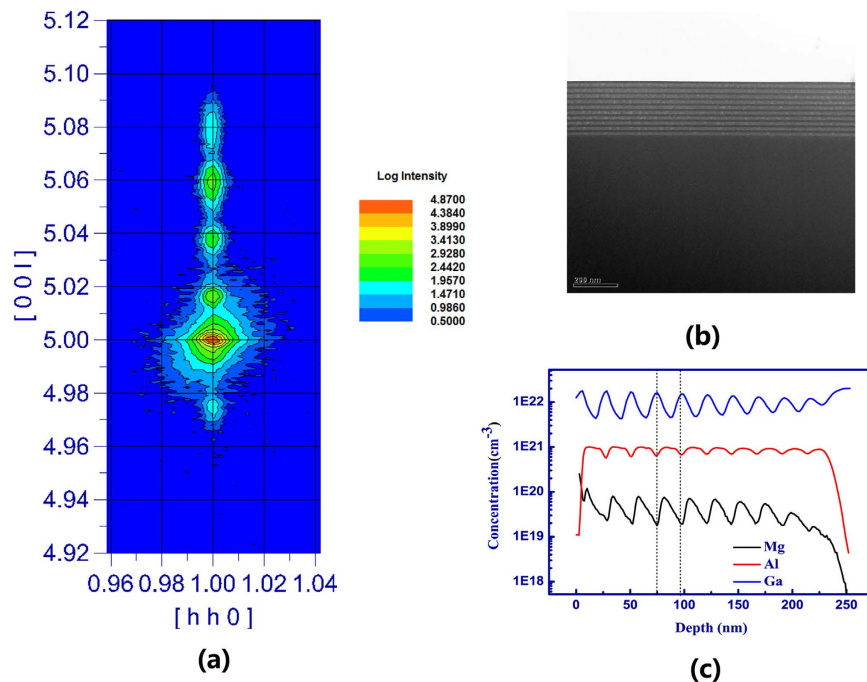 5.12
5.10
5.08
5.06
5.04
5.02
5.00
4.98
4.96
4.94
4.92
[ 0 0 l ]
0.96 0.98 1.00 1.02 1.04
[ h h 0 ]
(a)
Log Intensity
4.8700
4.3840
3.8990
3.4130
2.9280
2.4420
1.9570
1.4710
0.9860
0.5000
200 nm
(b)
1E22
1E21
1E20
1E19
1E18
Concentration(cm⁻³)
Mg
Al
Ga
0 50 75 100 150 200 250
Depth (nm)
(c)